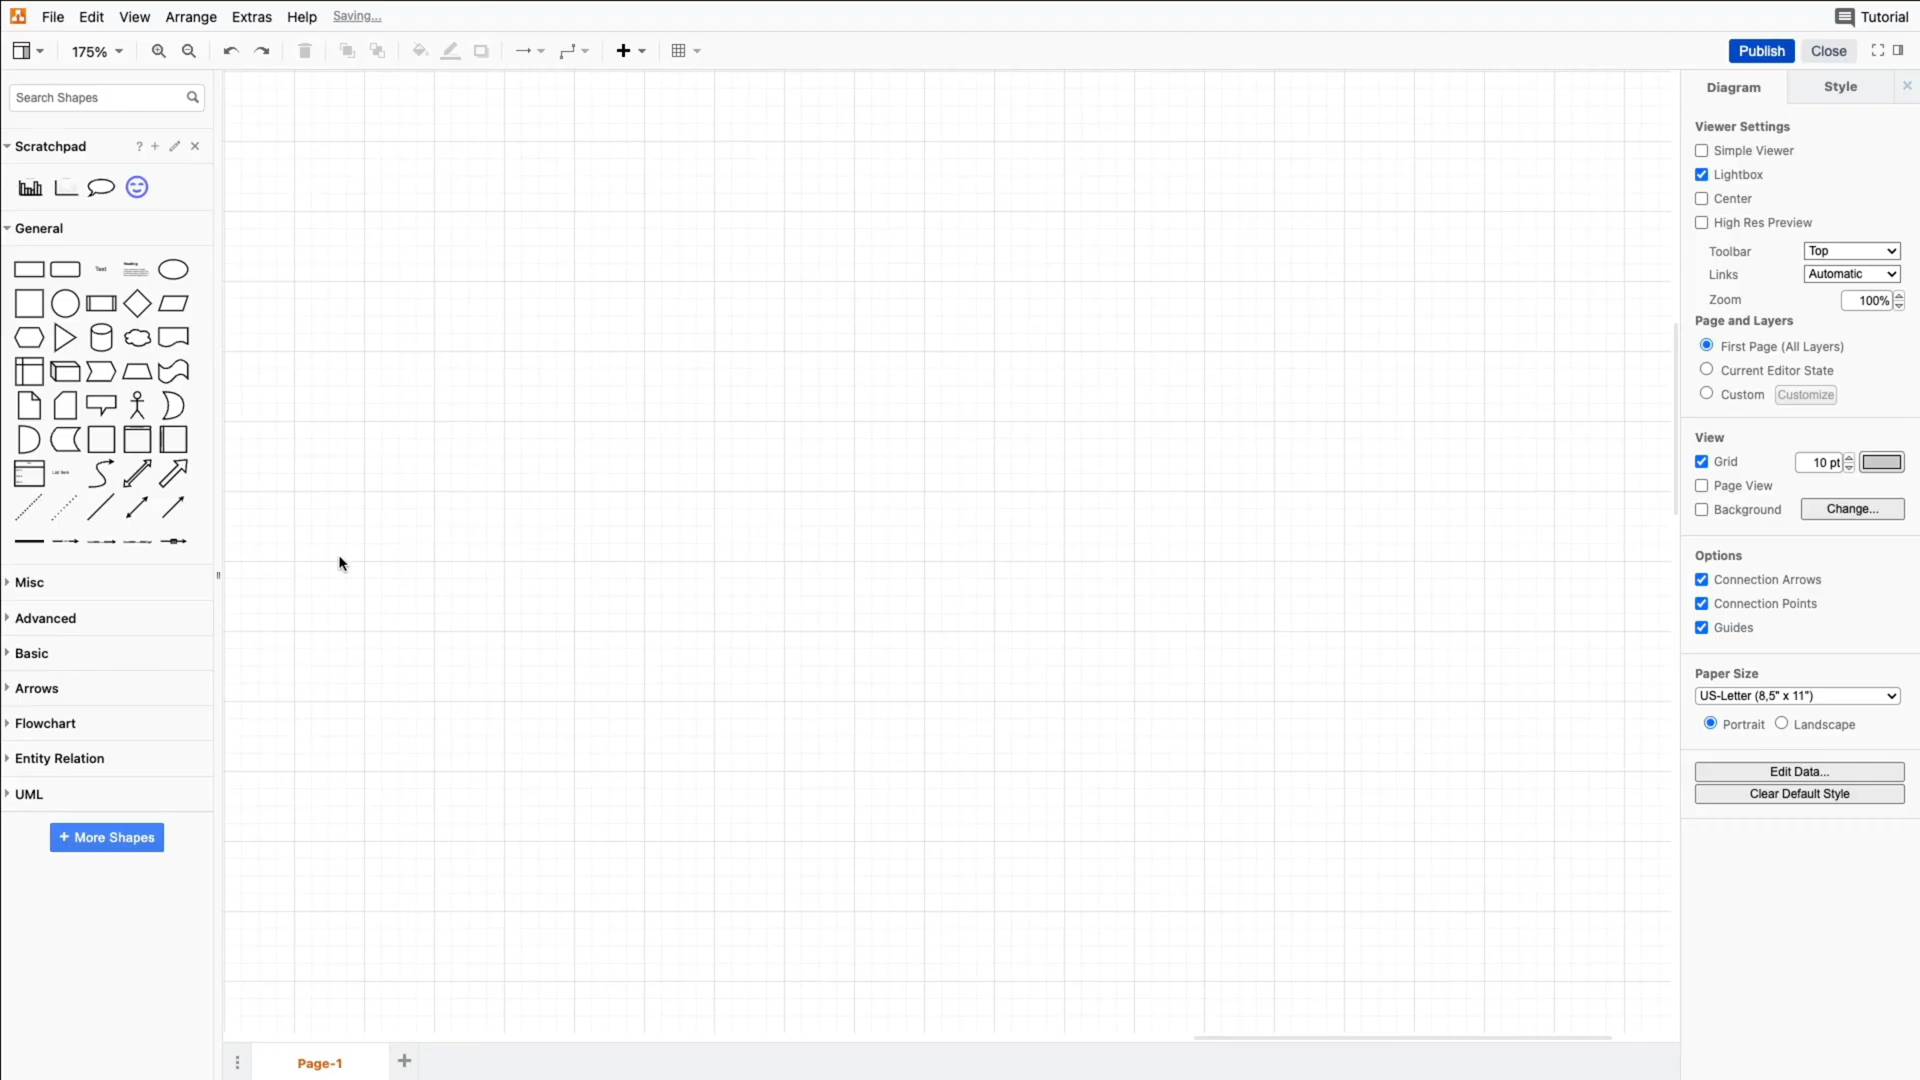 File Edit View Arrange Extras Help Saving...
Tutorial
175%
Publish Close
Search Shapes
Scratchpad ? +
General
Text
Heading
List Item
Misc
Advanced
Basic
Arrows
Flowchart
Entity Relation
UML
+ More Shapes
Page-1
Diagram Style
Viewer Settings
Simple Viewer
Lightbox
Center
High Res Preview
Toolbar Top
Links Automatic
Zoom 100%
Page and Layers
First Page (All Layers)
Current Editor State
Custom Customize
View
Grid 10 pt
Page View
Background Change...
Options
Connection Arrows
Connection Points
Guides
Paper Size
US-Letter (8,5" x 11")
Portrait Landscape
Edit Data...
Clear Default Style